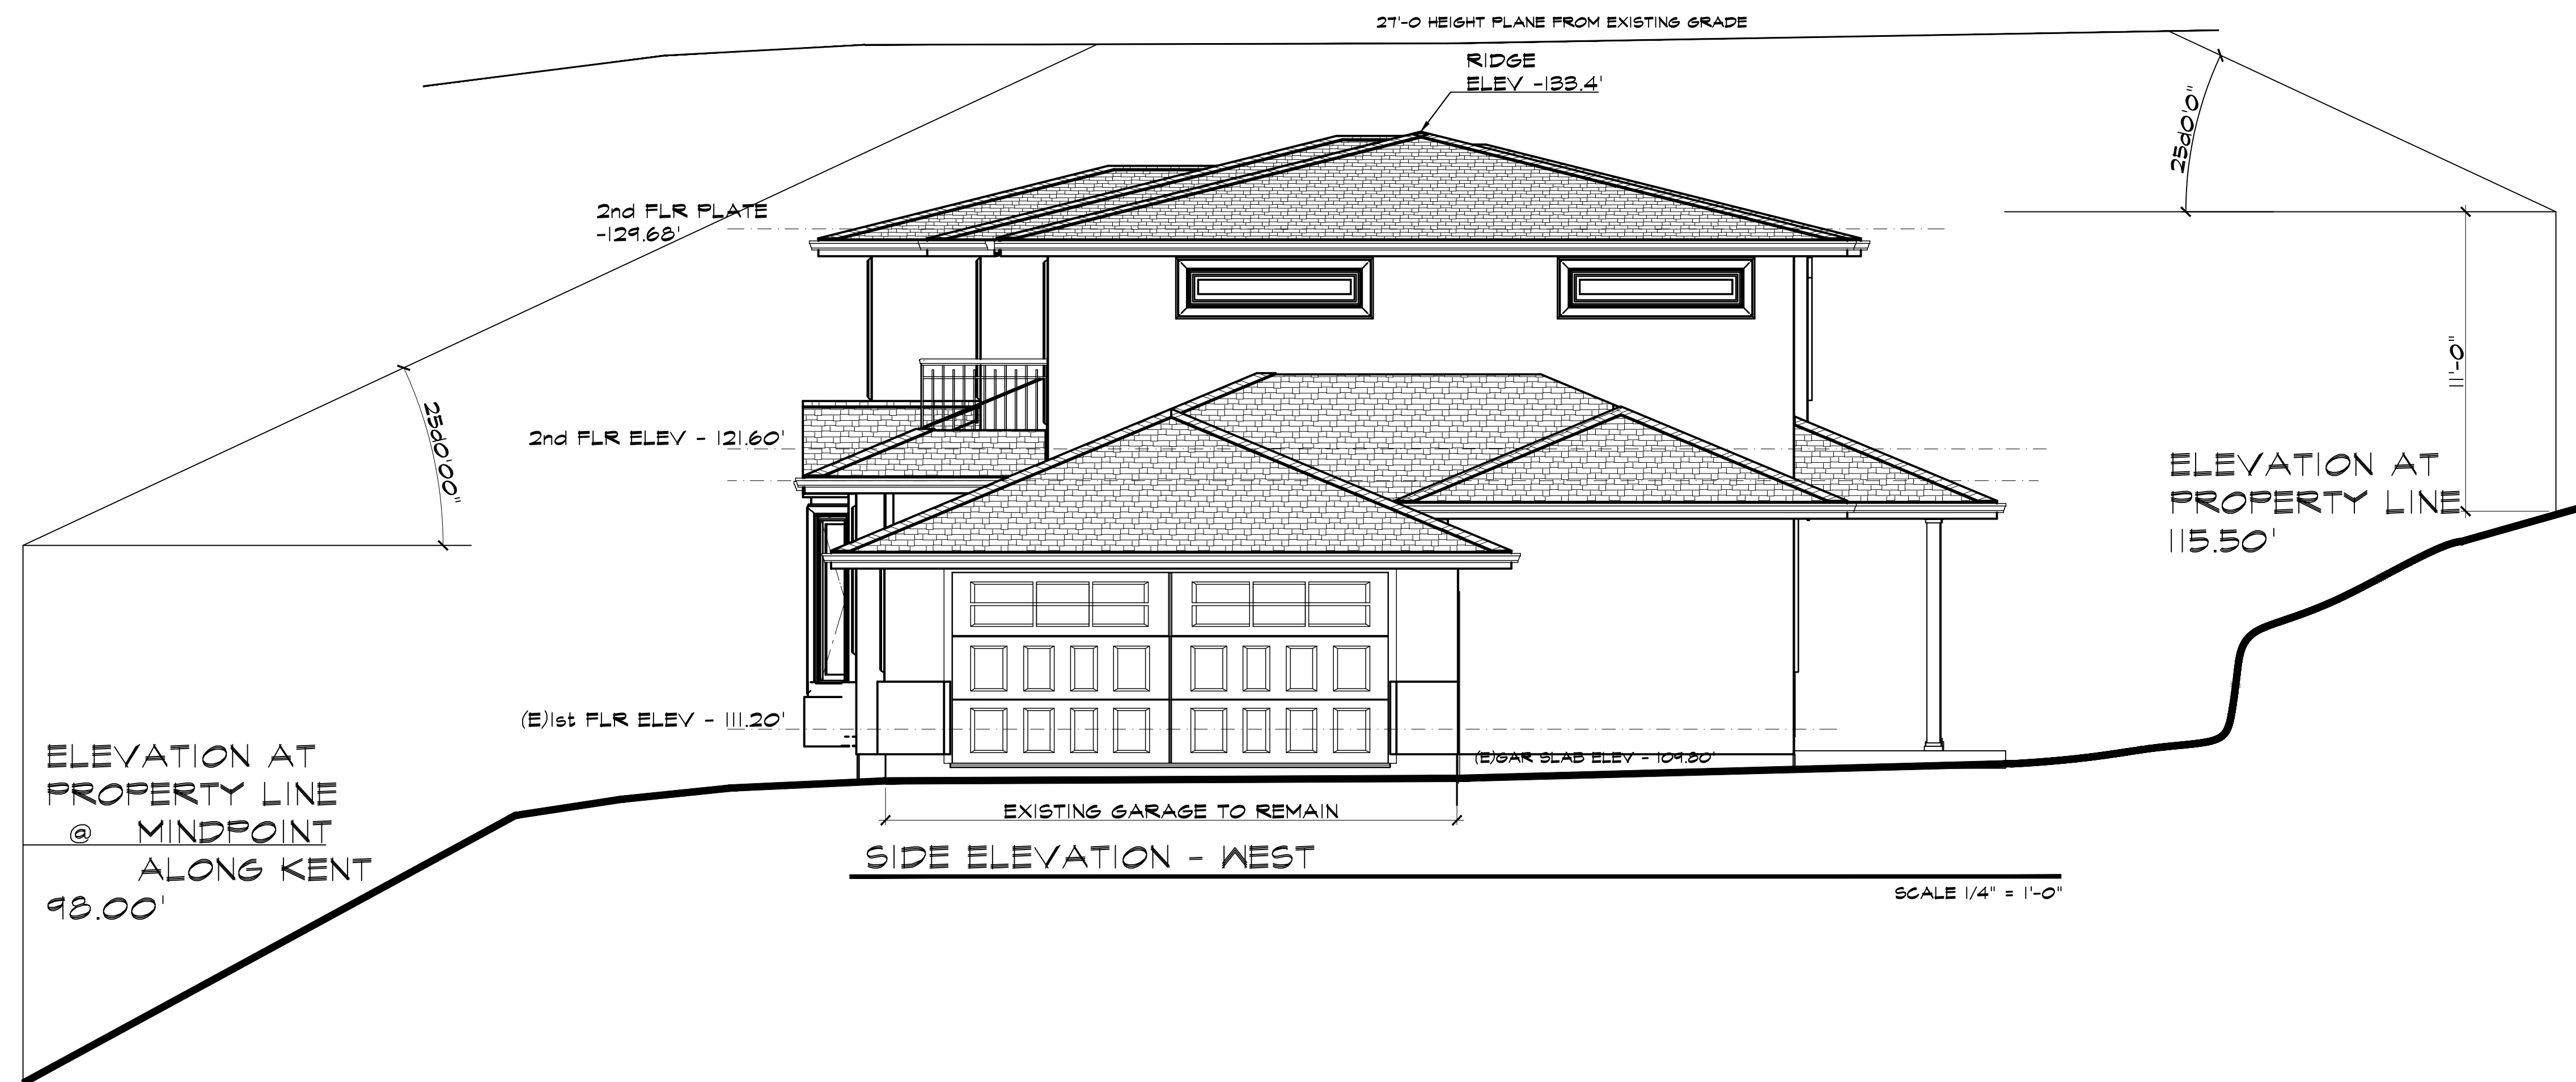 27'-0 HEIGHT PLANE FROM EXISTING GRADE
RIDGE
ELEV -133.4'
25d0'0"
2nd FLR PLATE
-129.68'
11'-0"
25d0'00"
2nd FLR ELEV - 121.60'
ELEVATION AT
PROPERTY LINE
115.50'
(E)1st FLR ELEV - 111.20'
(E)GAR SLAB ELEV - 109.80'
ELEVATION AT
PROPERTY LINE
@ MINDPOINT
ALONG KENT
98.00'
EXISTING GARAGE TO REMAIN
SIDE ELEVATION - WEST
SCALE 1/4" = 1'-0"